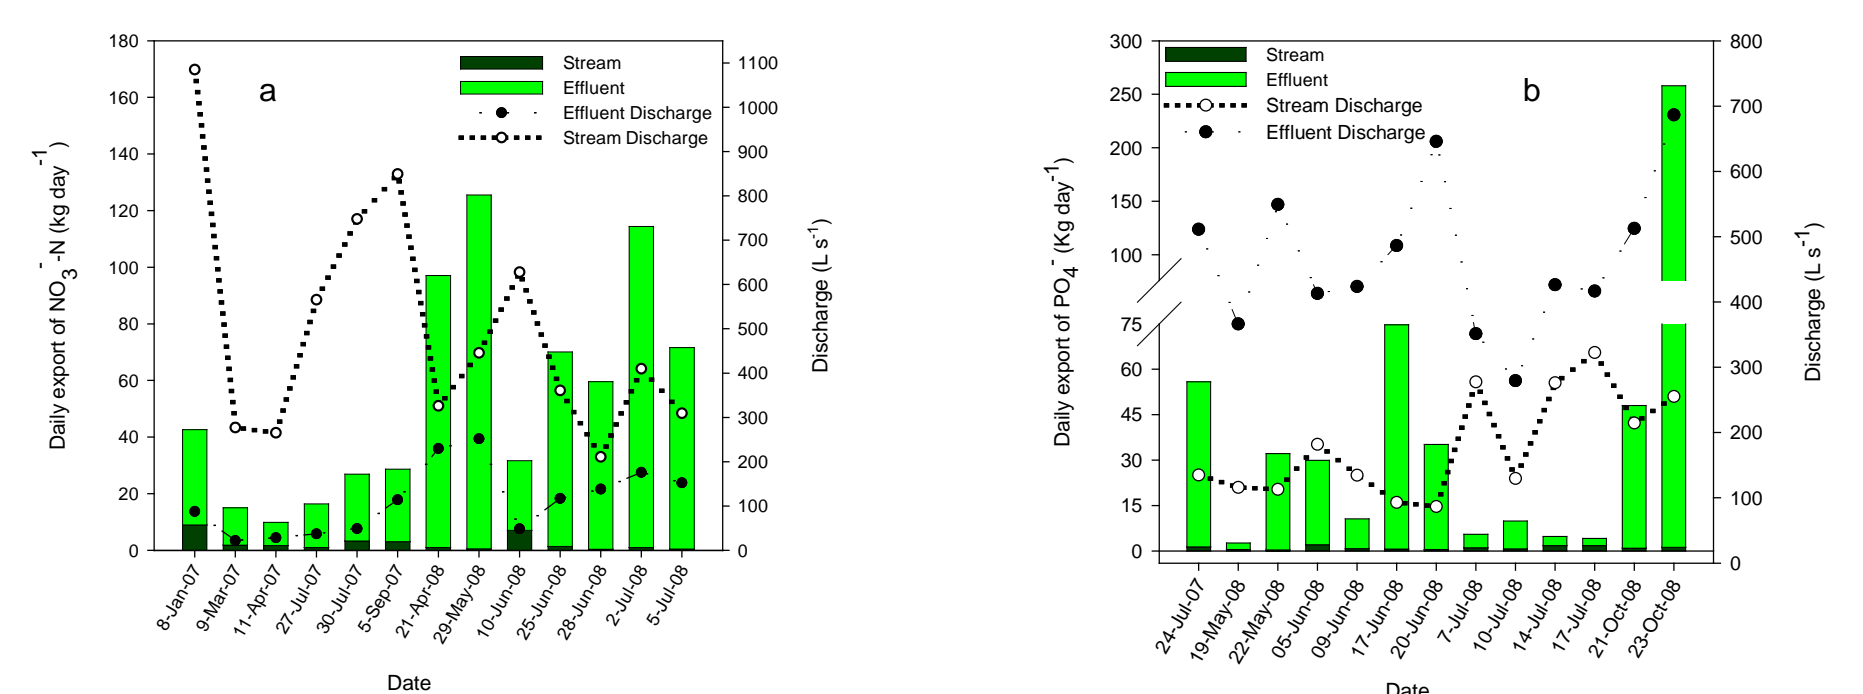 180
160
140
120
100
80
60
40
20
0
Daily export of NO3⁻-N (kg day⁻¹)
a
Stream
Effluent
Effluent Discharge
Stream Discharge
1100
1000
900
800
700
600
500
400
300
200
100
0
Discharge (L s⁻¹)
8-Jan-07
9-Mar-07
11-Apr-07
27-Jul-07
30-Jul-07
5-Sep-07
21-Apr-08
29-May-08
10-Jun-08
25-Jun-08
28-Jun-08
2-Jul-08
5-Jul-08
Date
300
250
200
150
100
75
60
45
30
15
0
Daily export of PO4⁻ (Kg day⁻¹)
Stream
Effluent
Stream Discharge
Effluent Discharge
b
800
700
600
500
400
300
200
100
0
Discharge (L s⁻¹)
24-Jul-07
19-May-08
22-May-08
05-Jun-08
09-Jun-08
17-Jun-08
20-Jun-08
7-Jul-08
10-Jul-08
14-Jul-08
17-Jul-08
21-Oct-08
23-Oct-08
Date